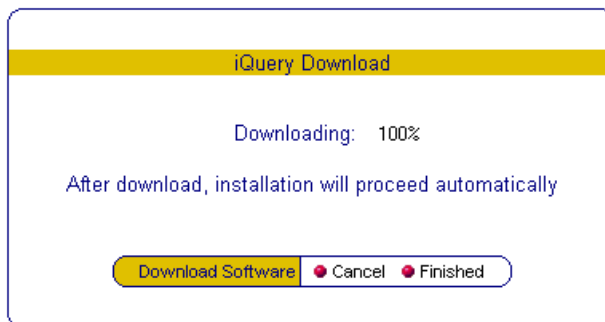 iQuery Download
Downloading: 100%
After download, installation will proceed automatically
Download Software Cancel Finished